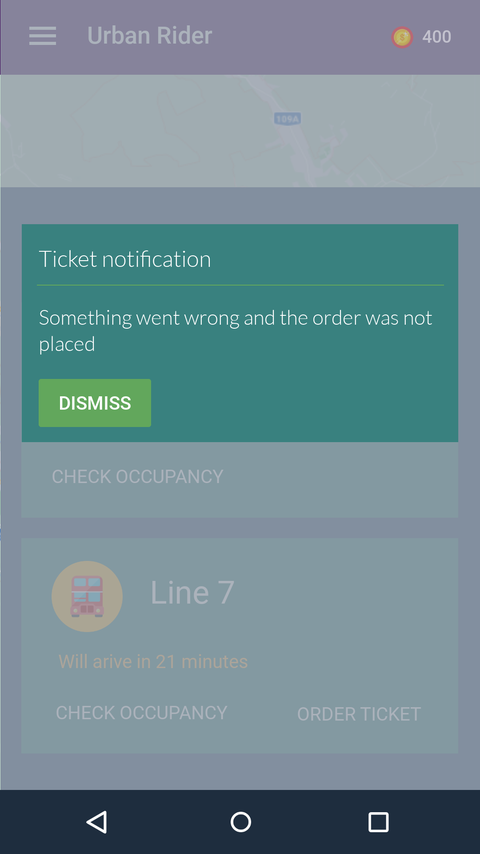 Urban Rider
400
109A
Ticket notification
Something went wrong and the order was not
placed
DISMISS
CHECK OCCUPANCY
Line 7
Will arive in 21 minutes
CHECK OCCUPANCY
ORDER TICKET